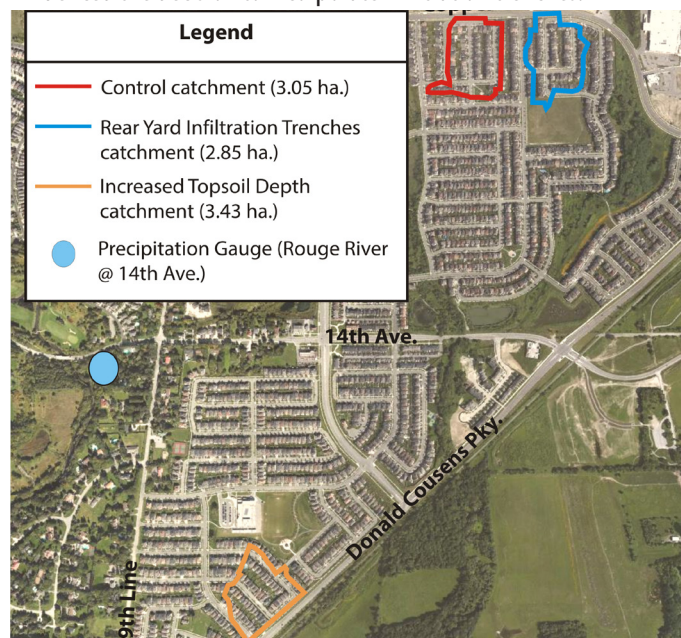 Legend
Control catchment (3.05 ha.)
Rear Yard Infiltration Trenches
catchment (2.85 ha.)
Increased Topsoil Depth
catchment (3.43 ha.)
Precipitation Gauge (Rouge River
@ 14th Ave.)
14th Ave.
Donald Cousens Pky.
9th Line